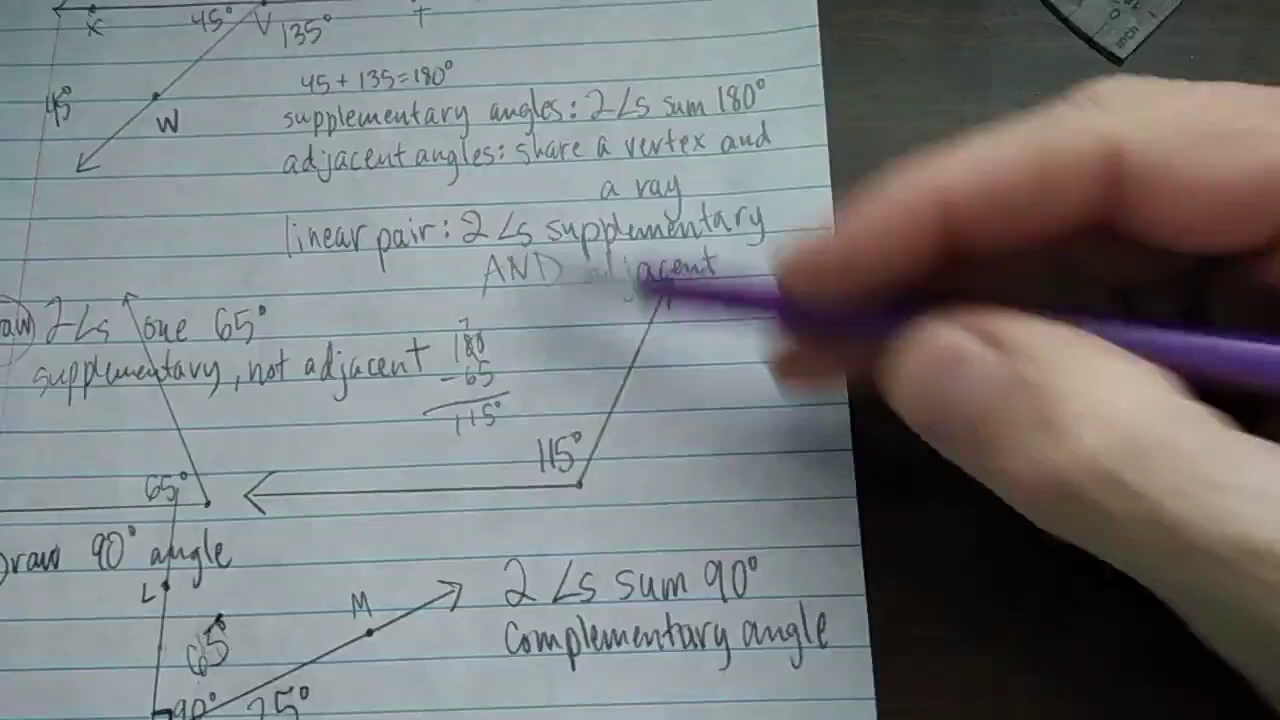 X 45° V 135° T
45 + 135 = 180°
45° W
supplementary angles: 2 ∠s sum 180°
adjacent angles: share a vertex and
a ray
linear pair: 2 ∠s supplementary
AND adjacent
2 ∠s one 65°
supplementary, not adjacent
180
-65
115°
65° 115°
Draw 90° angle
L M
2 ∠s sum 90°
complementary angle
65°
90° 25°
inch